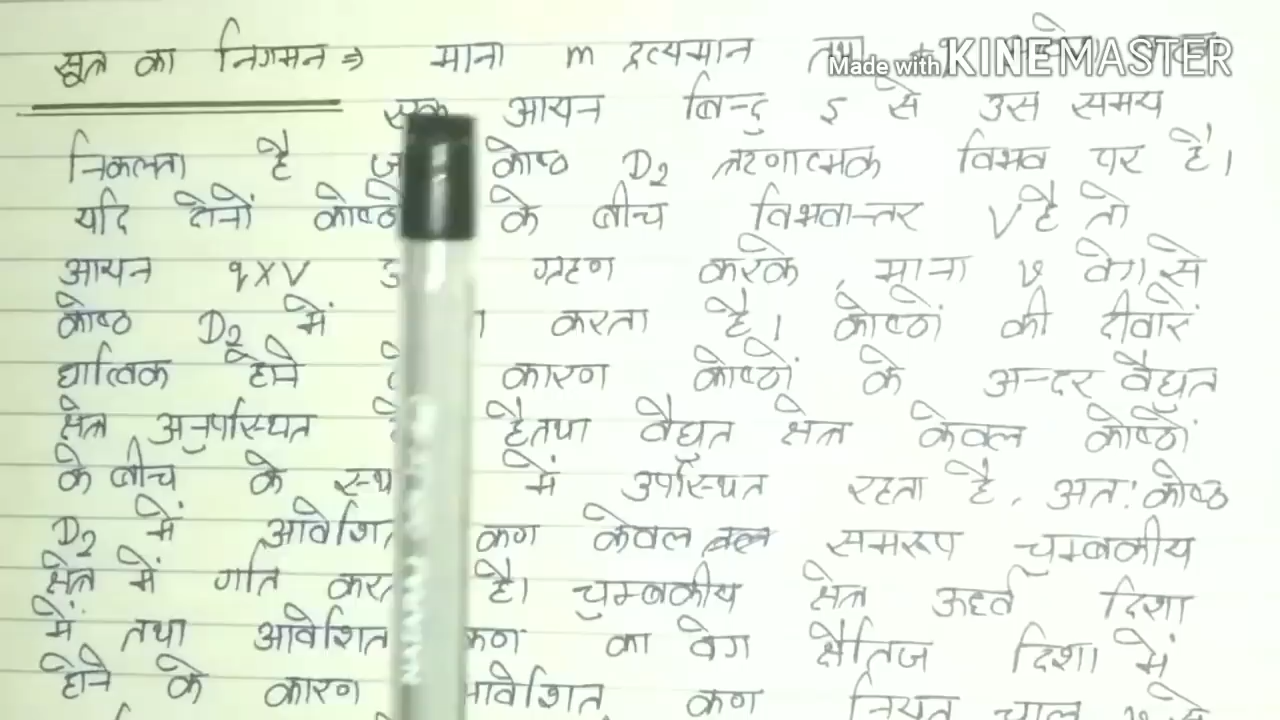 सूत्र का निगमन ⇒ माना m द्रव्यमान तथा
Made with KINEMASTER
एक आयन बिन्दु S से उस समय
निकलता है कोष्ठ D2 ऋणात्मक विभव पर है।
यदि दोनों कोष्ठों के बीच विभवान्तर V है तो
आयन q×V ग्रहण करके, माना v वेग से
कोष्ठ D2 में करता है। कोष्ठों की दीवारें
धात्विक होने के कारण कोष्ठों के अन्दर वैद्युत
क्षेत्र अनुपस्थित है तथा वैद्युत क्षेत्र केवल कोष्ठों
के बीच के में उपस्थित रहता है, अत: कोष्ठ
D2 में आवेशित कण केवल समरूप चुम्बकीय
क्षेत्र में गति करता है। चुम्बकीय क्षेत्र ऊर्ध्व दिशा
में तथा आवेशित कण का वेग क्षैतिज दिशा में
होने के कारण आवेशित कण नियत चाल v से